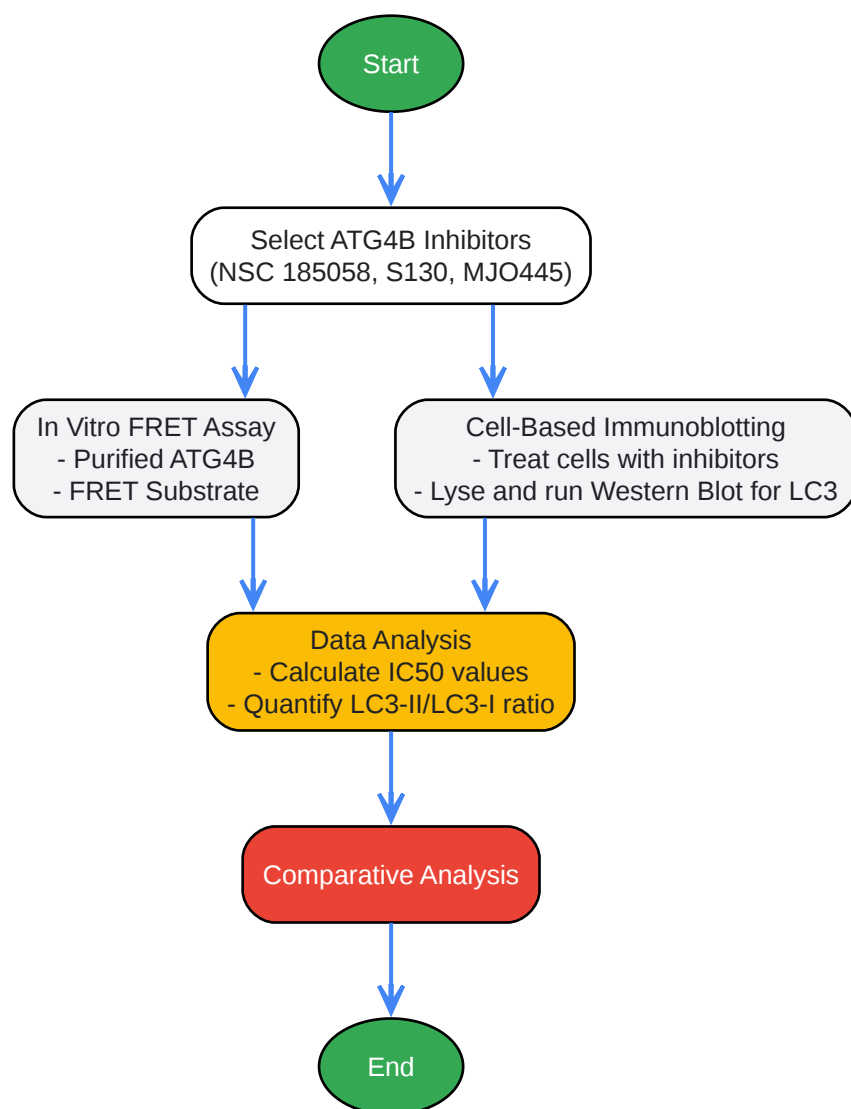 Start
Select ATG4B Inhibitors
(NSC 185058, S130, MJO445)
In Vitro FRET Assay
- Purified ATG4B
- FRET Substrate
Cell-Based Immunoblotting
- Treat cells with inhibitors
- Lyse and run Western Blot for LC3
Data Analysis
- Calculate IC50 values
- Quantify LC3-II/LC3-I ratio
Comparative Analysis
End